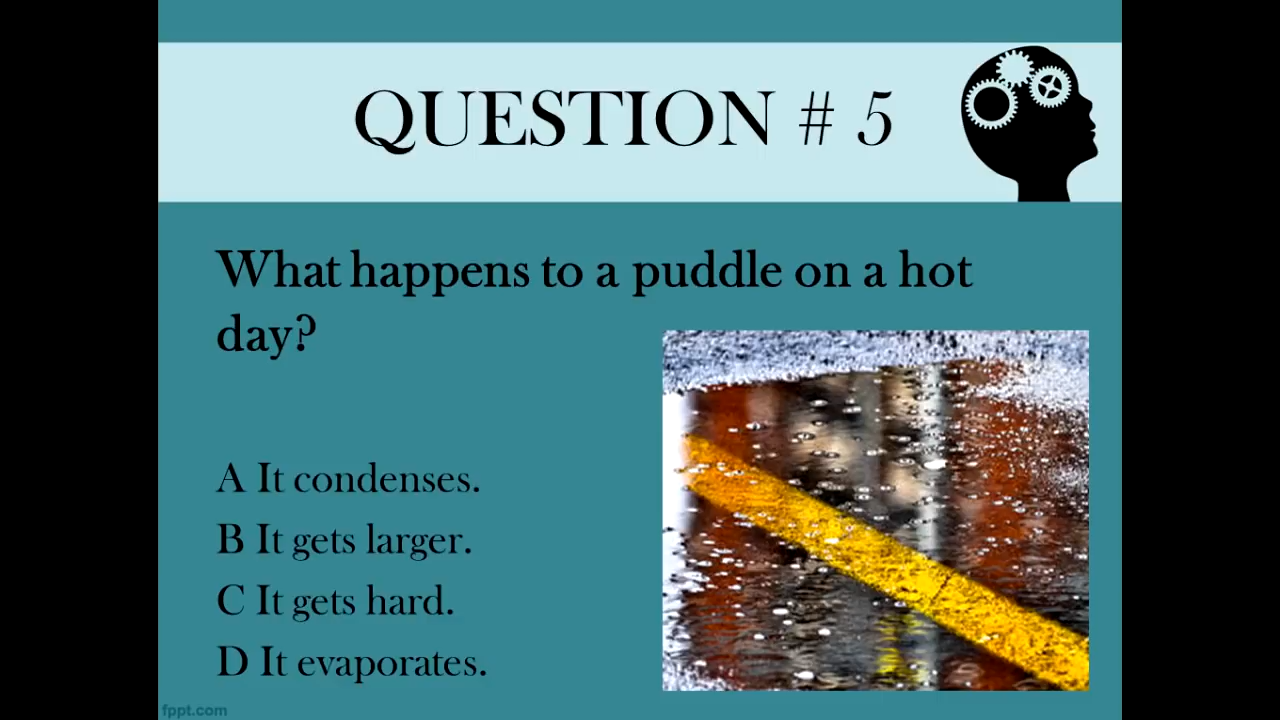 QUESTION # 5
What happens to a puddle on a hot
day?
A It condenses.
B It gets larger.
C It gets hard.
D It evaporates.
fppt.com